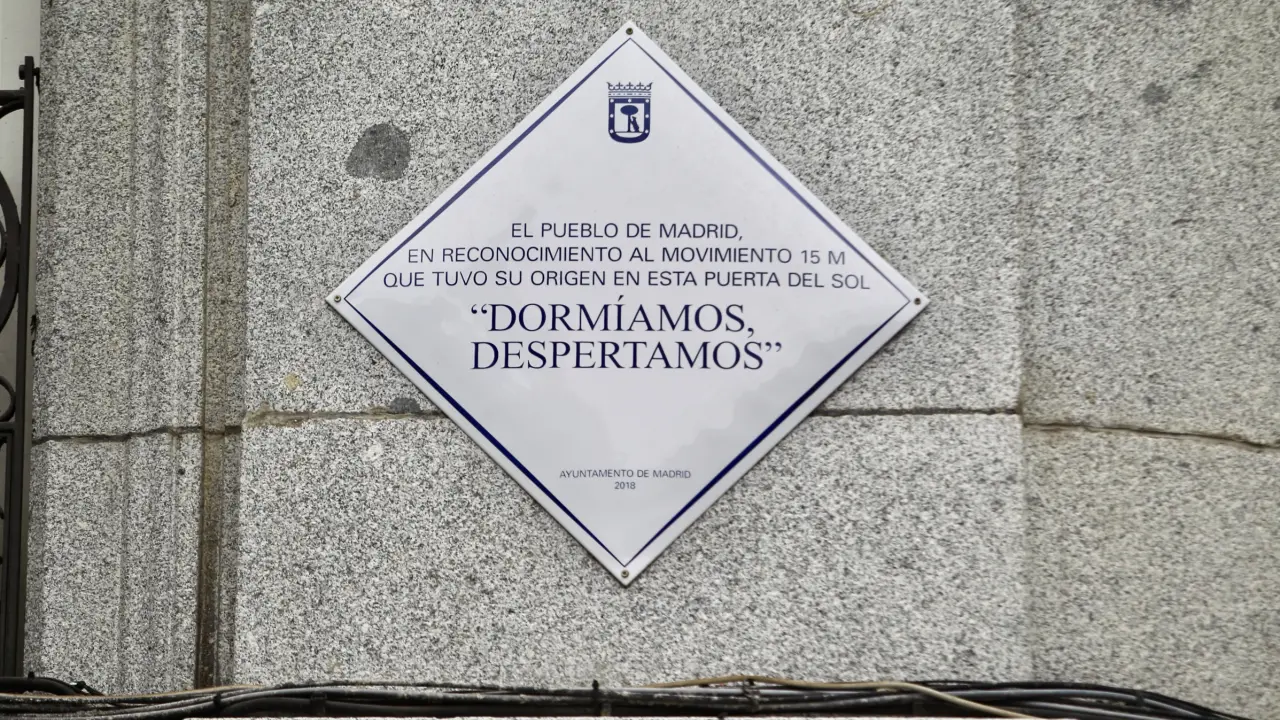 EL PUEBLO DE MADRID,
EN RECONOCIMIENTO AL MOVIMIENTO 15 M
QUE TUVO SU ORIGEN EN ESTA PUERTA DEL SOL
“DORMÍAMOS,
DESPERTAMOS”
AYUNTAMENTO DE MADRID
2018